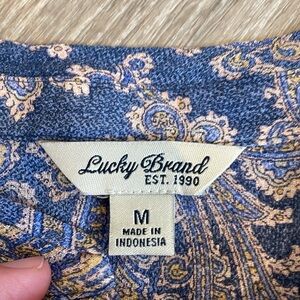 Lucky Brand
EST. 1990
M
MADE IN
INDONESIA